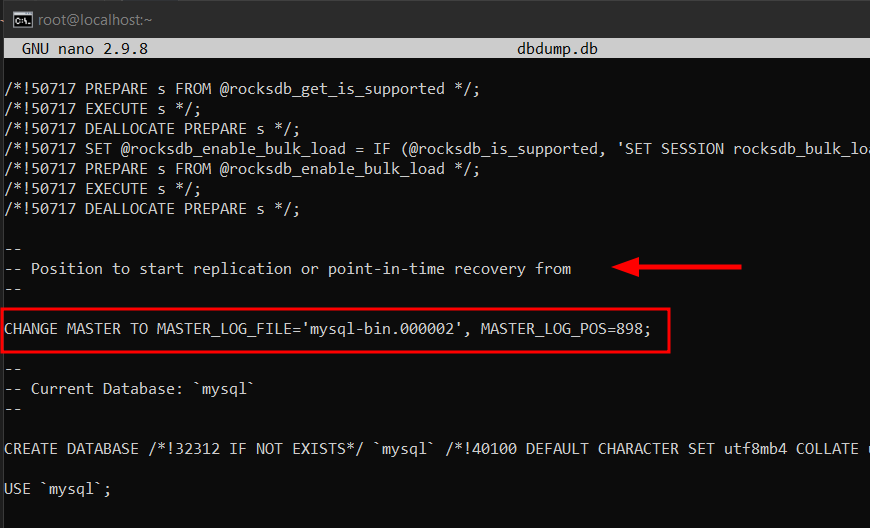 root@localhost:~
GNU nano 2.9.8 dbdump.db
/*!50717 PREPARE s FROM @rocksdb_get_is_supported */;
/*!50717 EXECUTE s */;
/*!50717 DEALLOCATE PREPARE s */;
/*!50717 SET @rocksdb_enable_bulk_load = IF (@rocksdb_is_supported, 'SET SESSION rocksdb_bulk_loa
/*!50717 PREPARE s FROM @rocksdb_enable_bulk_load */;
/*!50717 EXECUTE s */;
/*!50717 DEALLOCATE PREPARE s */;
--
-- Position to start replication or point-in-time recovery from
--
CHANGE MASTER TO MASTER_LOG_FILE='mysql-bin.000002', MASTER_LOG_POS=898;
--
-- Current Database: `mysql`
--
CREATE DATABASE /*!32312 IF NOT EXISTS*/ `mysql` /*!40100 DEFAULT CHARACTER SET utf8mb4 COLLATE
USE `mysql`;